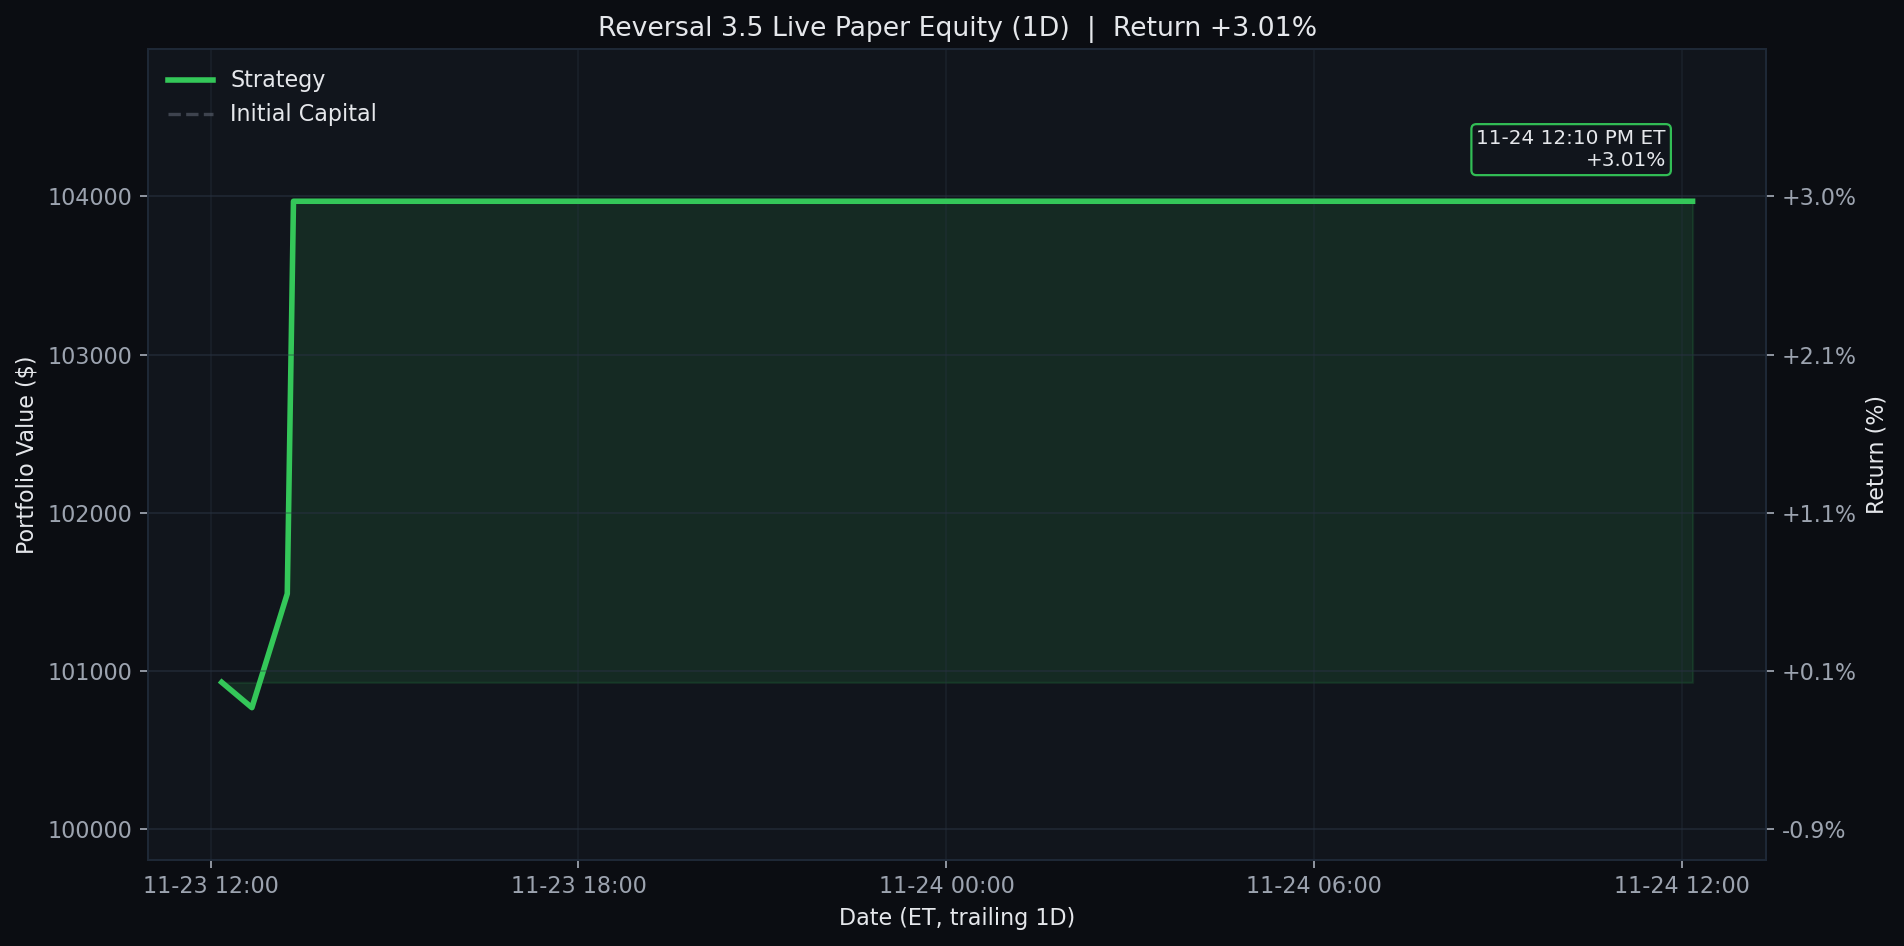 Reversal 3.5 Live Paper Equity (1D) | Return +3.01%
Strategy
Initial Capital
11-24 12:10 PM ET
+3.01%
Portfolio Value ($)
104000
103000
102000
101000
100000
+3.0%
+2.1%
+1.1%
+0.1%
-0.9%
Return (%)
11-23 12:00
11-23 18:00
11-24 00:00
11-24 06:00
11-24 12:00
Date (ET, trailing 1D)